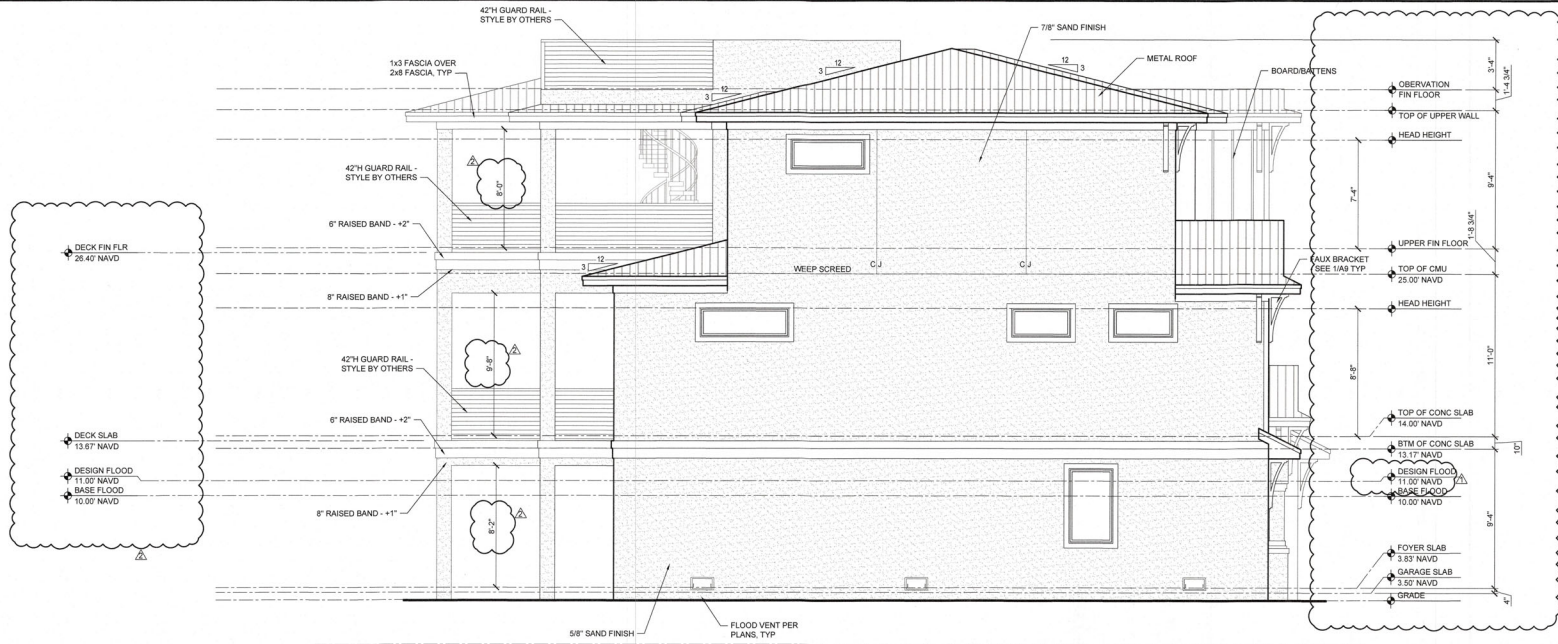 42"H GUARD RAIL -
STYLE BY OTHERS
7/8" SAND FINISH
1x3 FASCIA OVER
2x8 FASCIA, TYP
12
3
12
3
METAL ROOF
BOARD/BATTENS
12
3
3'-4"
1'-4 3/4"
OBERVATION
FIN FLOOR
TOP OF UPPER WALL
HEAD HEIGHT
42"H GUARD RAIL -
STYLE BY OTHERS
2
8'-0"
7'-4"
9'-4"
6" RAISED BAND - +2"
DECK FIN FLR
26.40' NAVD
1'-8 3/4"
UPPER FIN FLOOR
12
3
WEEP SCREED
C J
C J
FAUX BRACKET
SEE 1/A9 TYP
TOP OF CMU
25.00' NAVD
8" RAISED BAND - +1"
HEAD HEIGHT
42"H GUARD RAIL -
STYLE BY OTHERS
2
9'-8"
8'-8"
11'-0"
6" RAISED BAND - +2"
TOP OF CONC SLAB
14.00' NAVD
DECK SLAB
13.67' NAVD
BTM OF CONC SLAB
13.17' NAVD
10"
DESIGN FLOOD
11.00' NAVD
BASE FLOOD
10.00' NAVD
DESIGN FLOOD
11.00' NAVD
1
BASE FLOOD
10.00' NAVD
8" RAISED BAND - +1"
2
8'-2"
9'-4"
2
FOYER SLAB
3.83' NAVD
GARAGE SLAB
3.50' NAVD
GRADE
4"
5/8" SAND FINISH
FLOOD VENT PER
PLANS, TYP